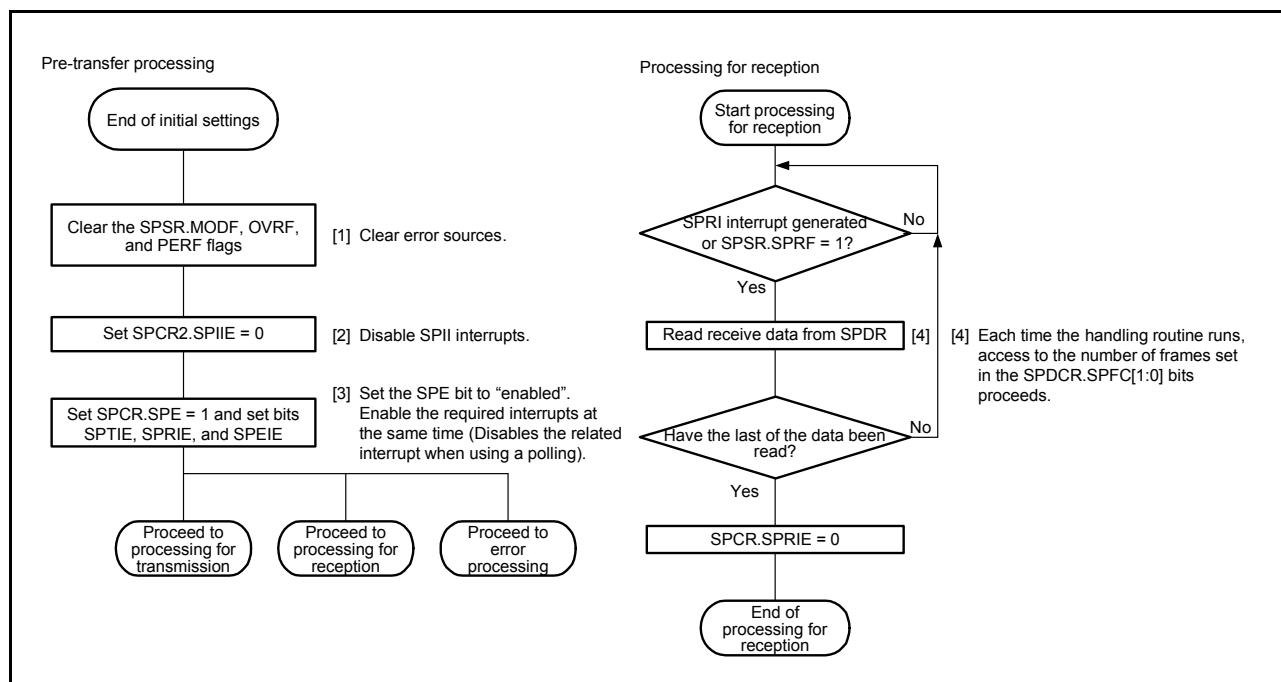 Pre-transfer processing
End of initial settings
Clear the SPSR.MODF, OVRF,
and PERF flags
[1] Clear error sources.
Set SPCR2.SPIIE = 0
[2] Disable SPII interrupts.
Set SPCR.SPE = 1 and set bits
SPTIE, SPRIE, and SPEIE
[3] Set the SPE bit to “enabled”.
Enable the required interrupts at
the same time (Disables the related
interrupt when using a polling).
Proceed to
processing for
transmission
Proceed to
processing for
reception
Proceed to
error
processing
Processing for reception
Start processing
for reception
SPRI interrupt generated
or SPSR.SPRF = 1?
No
Yes
Read receive data from SPDR
[4]
[4] Each time the handling routine runs,
access to the number of frames set
in the SPDCR.SPFC[1:0] bits
proceeds.
Have the last of the data been
read?
No
Yes
SPCR.SPRIE = 0
End of
processing for
reception